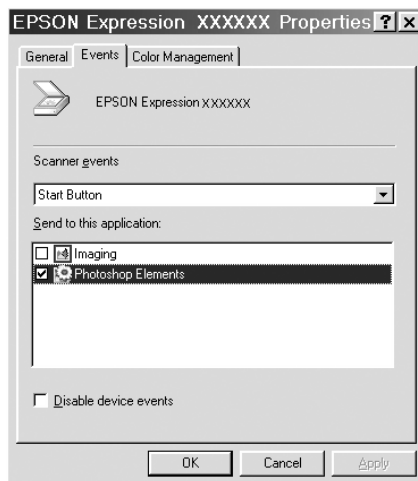 EPSON Expression XXXXXX Properties ? ×
General Events Color Management
EPSON Expression XXXXXX
Scanner events
Start Button
Send to this application:
Imaging
Photoshop Elements
Disable device events
OK Cancel Apply